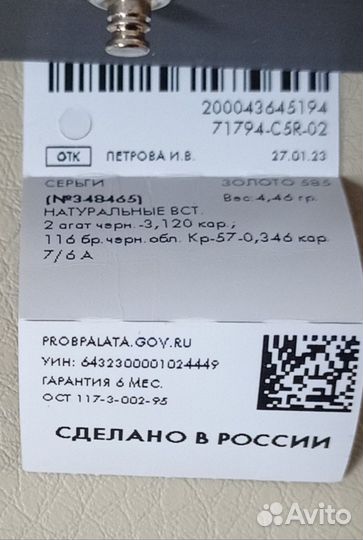 200043645194
71794-C5R-02
ОТК ПЕТРОВА И.В. 27.01.23
СЕРЬГИ ЗОЛОТО 585
(№348465) Вес 4,46 гр.
НАТУРАЛЬНЫЕ ВСТ.
2 агат черн. -3,120 кар.;
116 бр.черн. обл. Кр-57-0,346 кар
7/6 А
PROBPALATA.GOV.RU
УИН: 6432300001024449
ГАРАНТИЯ 6 МЕС.
ОСТ 117-3-002-95
СДЕЛАНО В РОССИИ
Avito